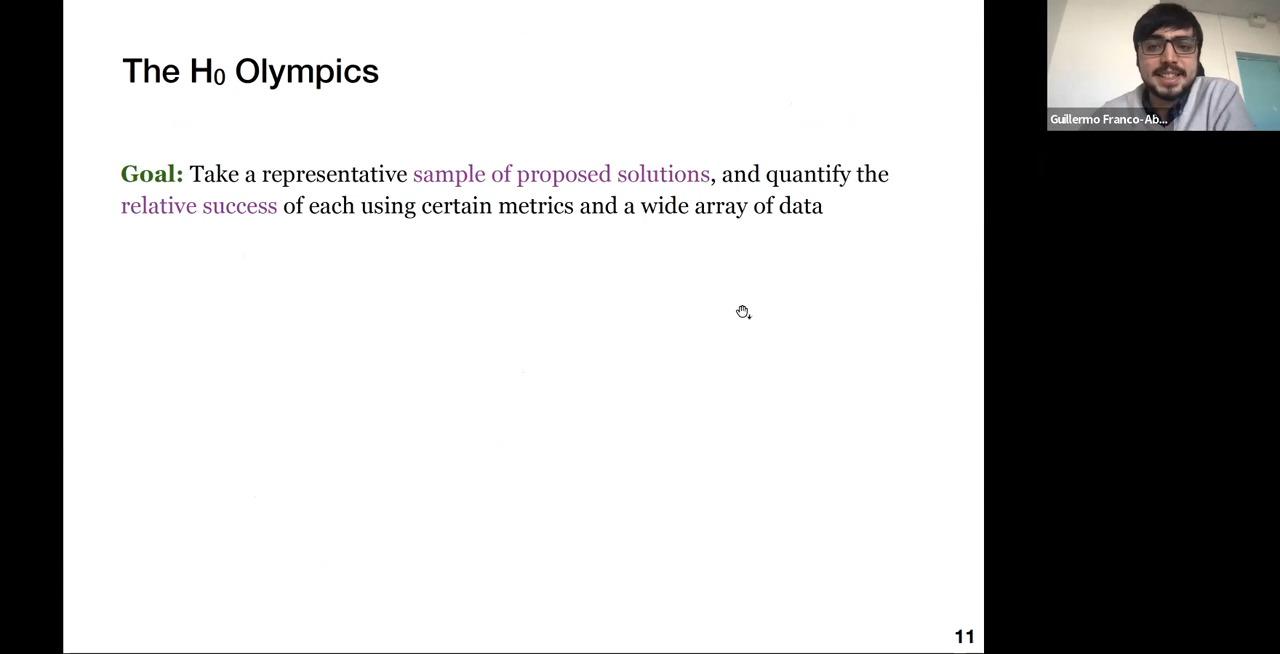 The H₀ Olympics
Guillermo Franco-Ab...
Goal: Take a representative sample of proposed solutions, and quantify the
relative success of each using certain metrics and a wide array of data
11